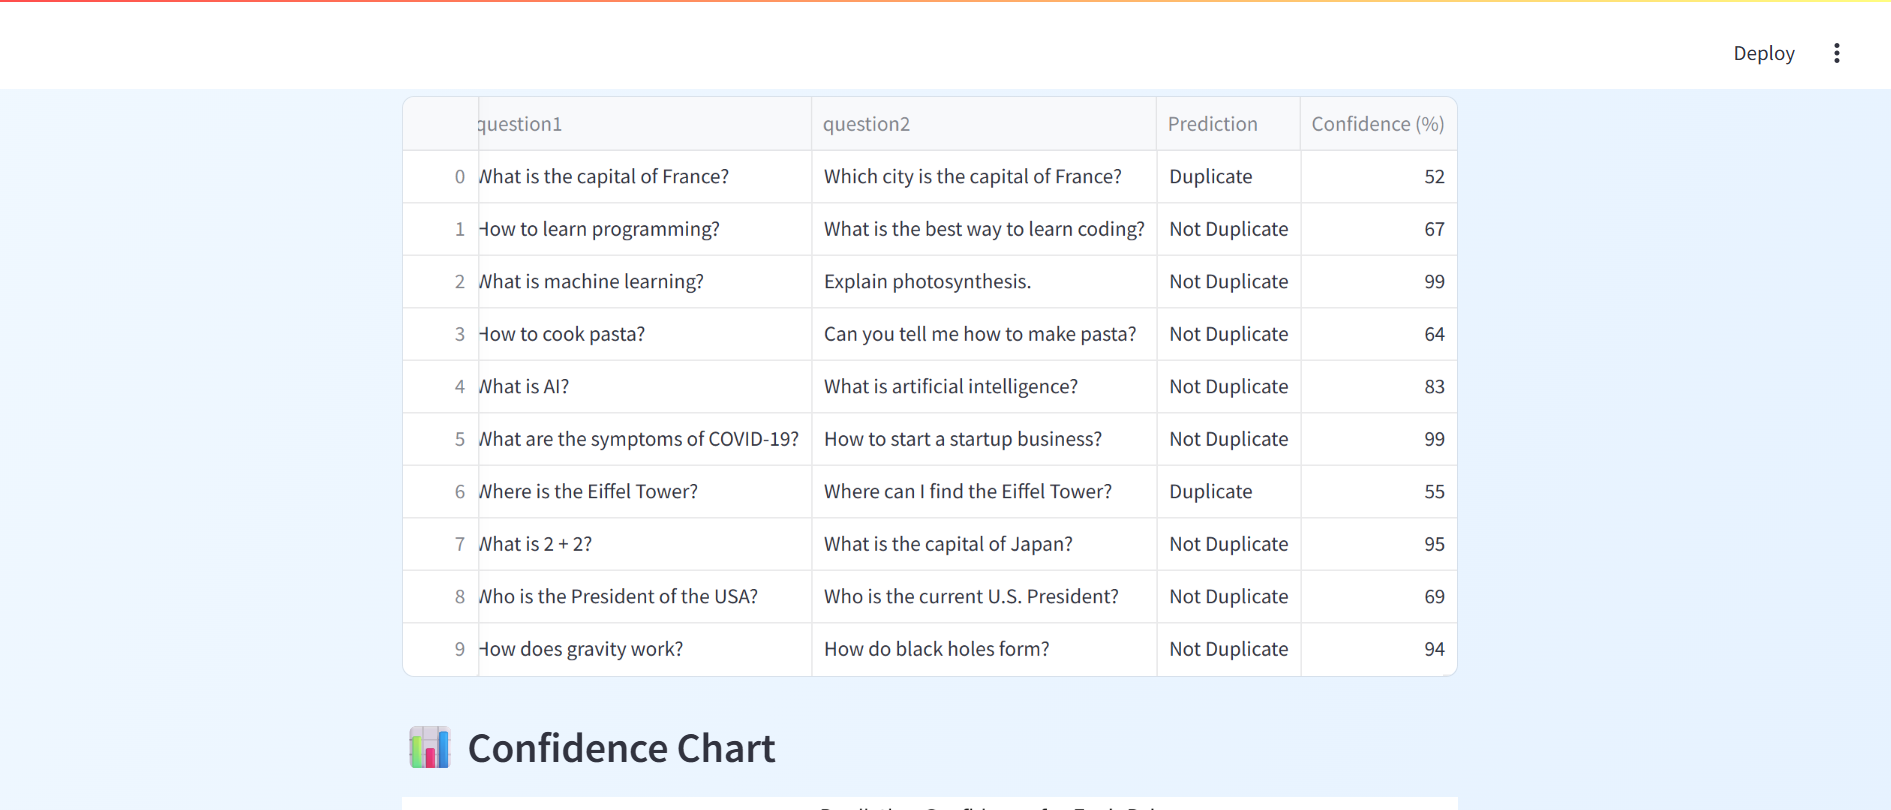 Deploy
question1 question2 Prediction Confidence (%)
0 What is the capital of France? Which city is the capital of France? Duplicate 52
1 How to learn programming? What is the best way to learn coding? Not Duplicate 67
2 What is machine learning? Explain photosynthesis. Not Duplicate 99
3 How to cook pasta? Can you tell me how to make pasta? Not Duplicate 64
4 What is AI? What is artificial intelligence? Not Duplicate 83
5 What are the symptoms of COVID-19? How to start a startup business? Not Duplicate 99
6 Where is the Eiffel Tower? Where can I find the Eiffel Tower? Duplicate 55
7 What is 2 + 2? What is the capital of Japan? Not Duplicate 95
8 Who is the President of the USA? Who is the current U.S. President? Not Duplicate 69
9 How does gravity work? How do black holes form? Not Duplicate 94
Confidence Chart